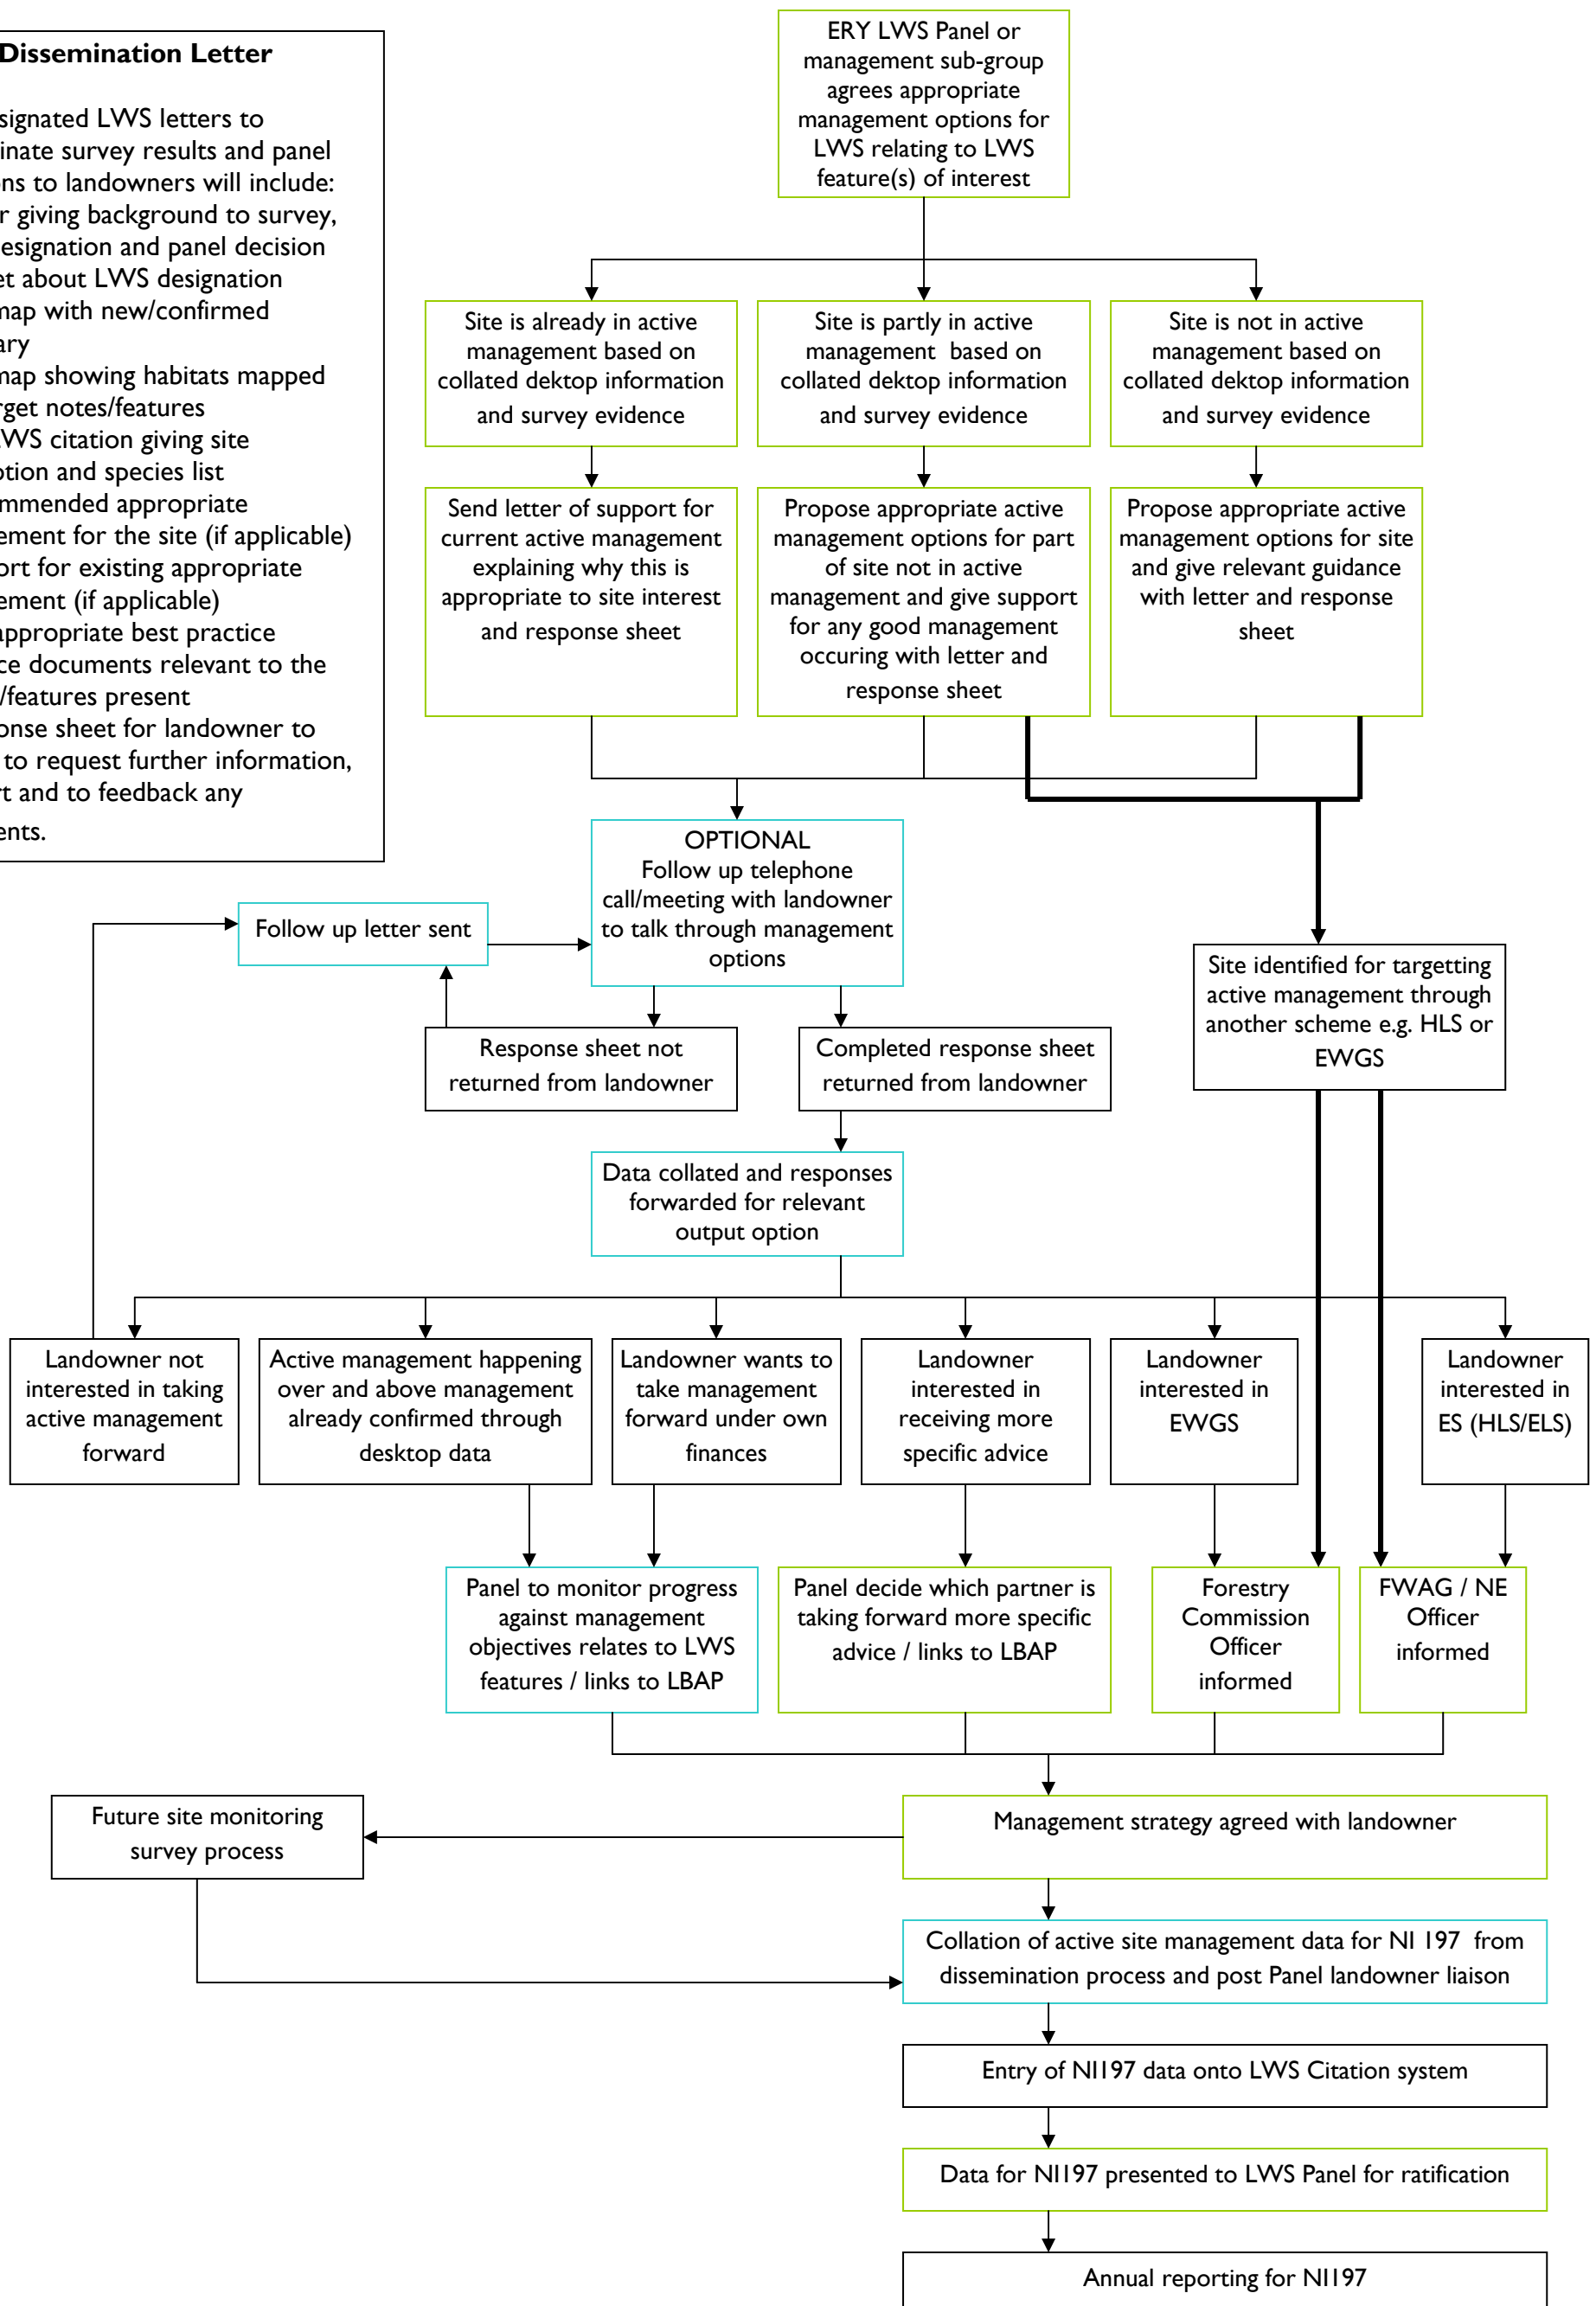 Dissemination Letter
signated LWS letters to
inate survey results and panel
ns to landowners will include:
r giving background to survey,
esignation and panel decision
et about LWS designation
map with new/confirmed
ary
map showing habitats mapped
rget notes/features
WS citation giving site
otion and species list
mmended appropriate
ement for the site (if applicable)
ort for existing appropriate
ement (if applicable)
appropriate best practice
ce documents relevant to the
/features present
onse sheet for landowner to
to request further information,
rt and to feedback any
ents.
ERY LWS Panel or
management sub-group
agrees appropriate
management options for
LWS relating to LWS
feature(s) of interest
Site is already in active
management based on
collated dektop information
and survey evidence
Site is partly in active
management based on
collated dektop information
and survey evidence
Site is not in active
management based on
collated dektop information
and survey evidence
Send letter of support for
current active management
explaining why this is
appropriate to site interest
and response sheet
Propose appropriate active
management options for part
of site not in active
management and give support
for any good management
occuring with letter and
response sheet
Propose appropriate active
management options for site
and give relevant guidance
with letter and response
sheet
OPTIONAL
Follow up telephone
call/meeting with landowner
to talk through management
options
Follow up letter sent
Site identified for targetting
active management through
another scheme e.g. HLS or
EWGS
Response sheet not
returned from landowner
Completed response sheet
returned from landowner
Data collated and responses
forwarded for relevant
output option
Landowner not
interested in taking
active management
forward
Active management happening
over and above management
already confirmed through
desktop data
Landowner wants to
take management
forward under own
finances
Landowner
interested in
receiving more
specific advice
Landowner
interested in
EWGS
Landowner
interested in
ES (HLS/ELS)
Panel to monitor progress
against management
objectives relates to LWS
features / links to LBAP
Panel decide which partner is
taking forward more specific
advice / links to LBAP
Forestry
Commission
Officer
informed
FWAG / NE
Officer
informed
Future site monitoring
survey process
Management strategy agreed with landowner
Collation of active site management data for NI 197 from
dissemination process and post Panel landowner liaison
Entry of NI197 data onto LWS Citation system
Data for NI197 presented to LWS Panel for ratification
Annual reporting for NI197